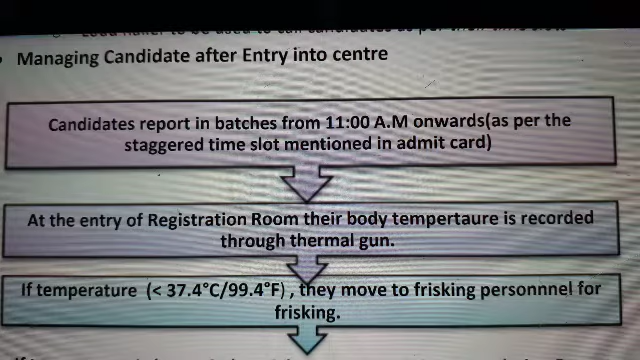 Managing Candidate after Entry into centre
Candidates report in batches from 11:00 A.M onwards(as per the
staggered time slot mentioned in admit card)
At the entry of Registration Room their body tempertaure is recorded
through thermal gun.
If temperature (< 37.4°C/99.4°F) , they move to frisking personnnel for
frisking.